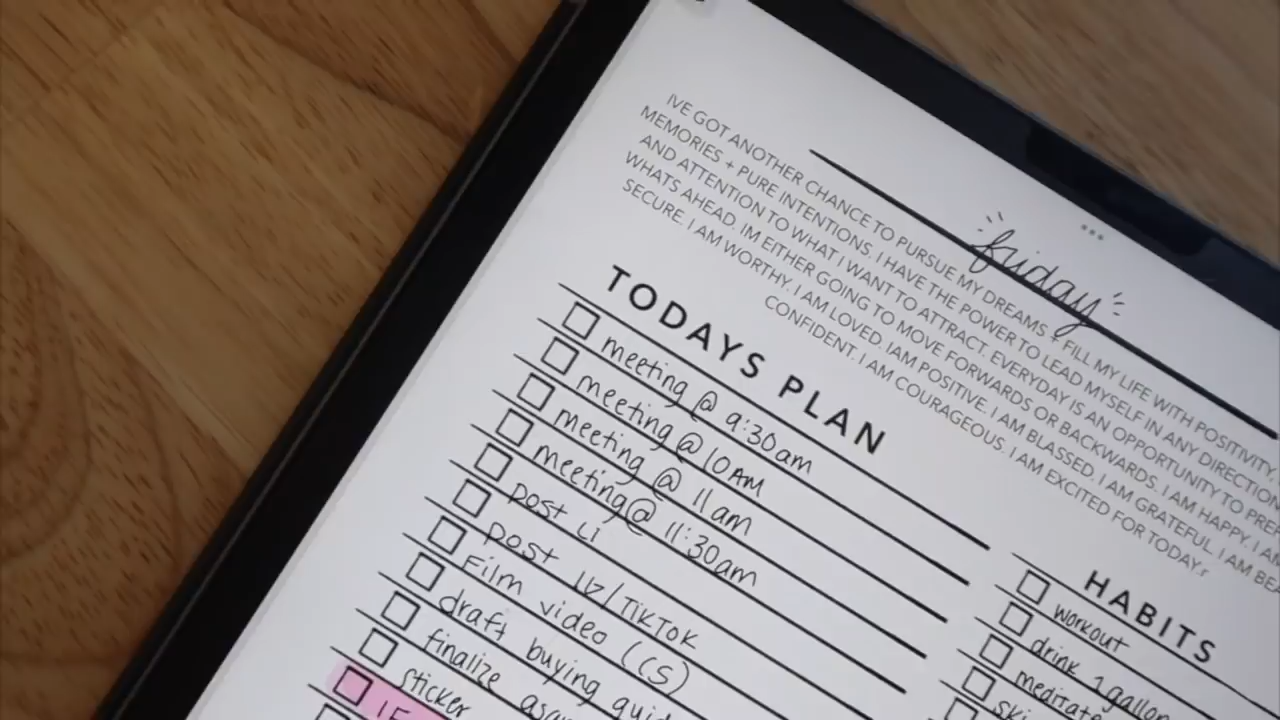 friday
IVE GOT ANOTHER CHANCE TO PURSUE MY DREAMS + FILL MY LIFE WITH POSITIVITY,
MEMORIES + PURE INTENTIONS. I HAVE THE POWER TO LEAD MYSELF IN ANY DIRECTION
AND ATTENTION TO WHAT I WANT TO ATTRACT. EVERYDAY IS AN OPPORTUNITY TO
WHATS AHEAD. IM EITHER GOING TO MOVE FORWARDS OR BACKWARDS. I AM HAPPY. I AM
SECURE. I AM WORTHY. I AM LOVED. IAM POSITIVE. I AM BLASSED. I AM GRATEFUL. I AM
CONFIDENT. I AM COURAGEOUS. I AM EXCITED FOR TODAY.r
TODAYS PLAN
meeting @ 9:30am
meeting @ 10AM
meeting @ 11am
meeting @ 11:30am
post Li
post /TIKTOK
Film video (CS)
draft buying
finalize
sticker
HABITS
workout
drink 1 gallon
meditate